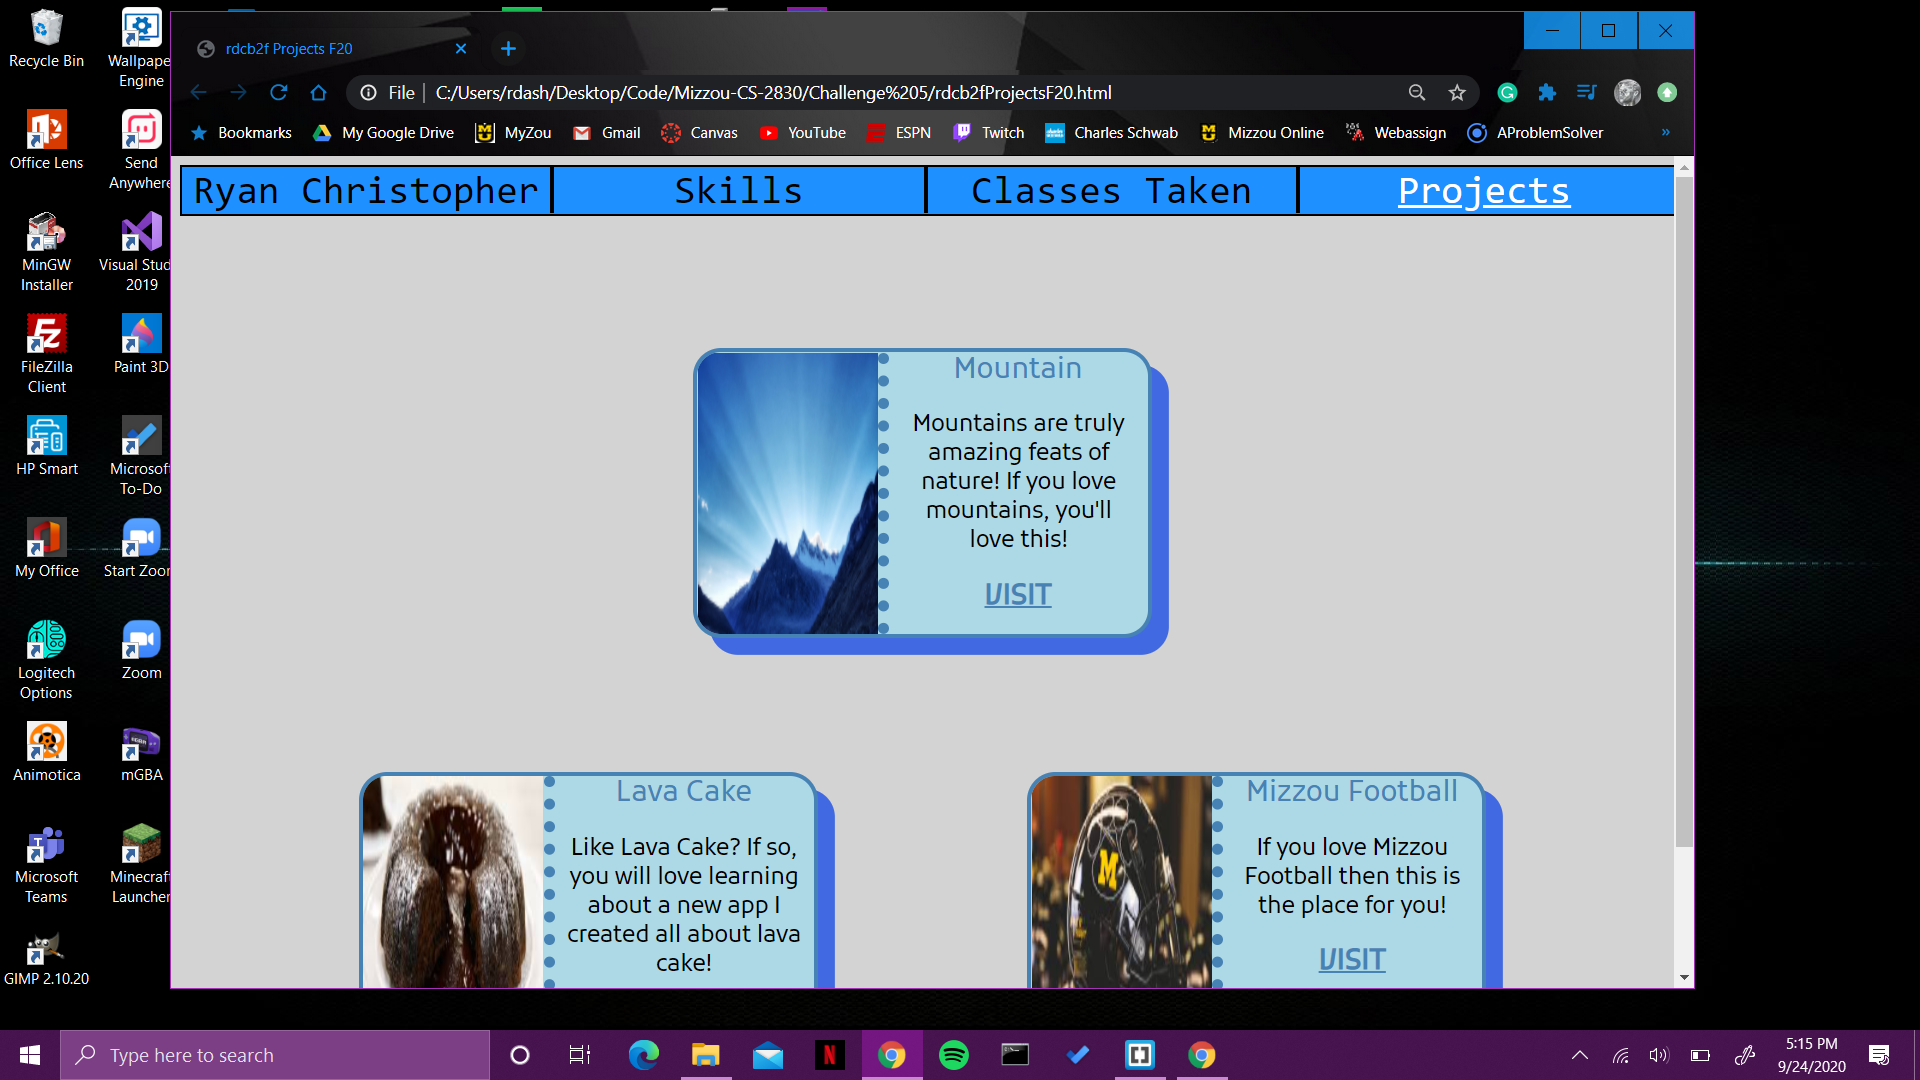 Recycle Bin
Wallpape
Engine
Office Lens
Send
Anywhere
MinGW
Installer
Visual Stud
2019
FileZilla
Client
Paint 3D
HP Smart
Microsoft
To-Do
My Office
Start Zoor
Logitech
Options
Zoom
Animotica
mGBA
Microsoft
Teams
Minecraft
Launcher
GIMP 2.10.20
rdcb2f Projects F20
File
C:/Users/rdash/Desktop/Code/Mizzou-CS-2830/Challenge%205/rdcb2fProjectsF20.html
Bookmarks My Google Drive MyZou Gmail Canvas YouTube ESPN Twitch Charles Schwab Mizzou Online Webassign AProblemSolver »
Ryan Christopher Skills Classes Taken Projects
Mountain
Mountains are truly
amazing feats of
nature! If you love
mountains, you'll
love this!
VISIT
Lava Cake
Like Lava Cake? If so,
you will love learning
about a new app I
created all about lava
cake!
Mizzou Football
If you love Mizzou
Football then this is
the place for you!
VISIT
M
Type here to search
5:15 PM
9/24/2020